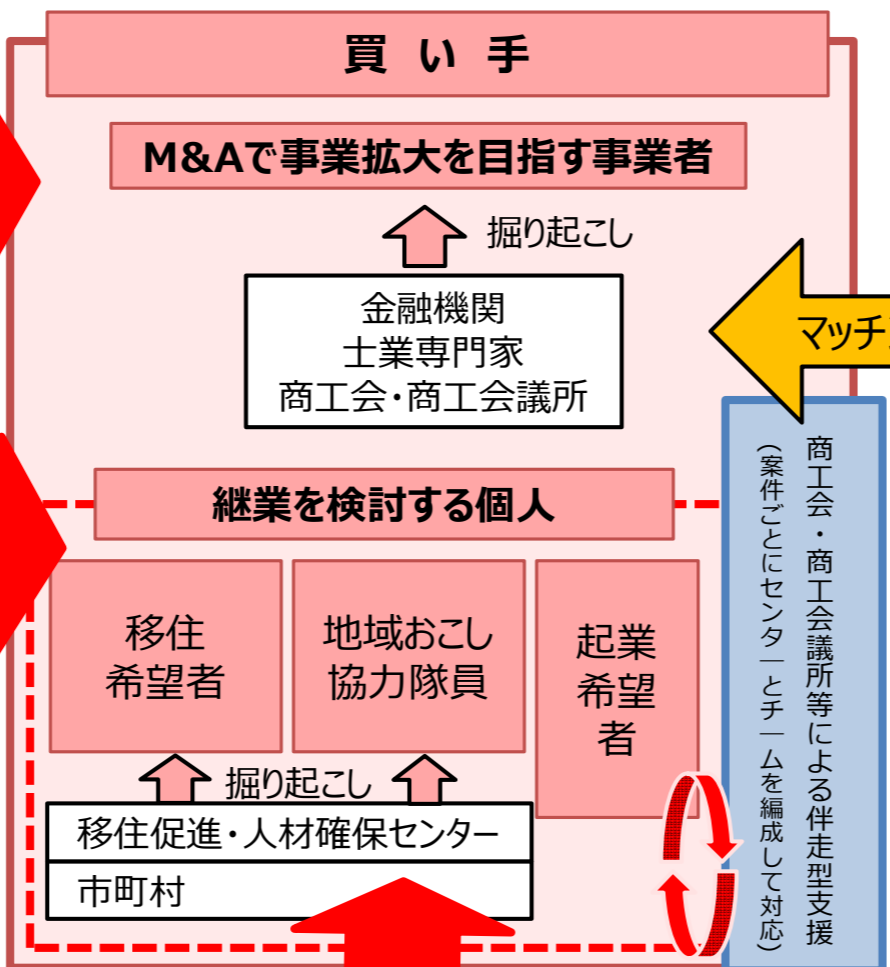 買い手
M&Aで事業拡大を目指す事業者
掘り起こし
金融機関
士業専門家
商工会・商工会議所
マッチ
継業を検討する個人
移住
希望者
地域おこし
協力隊員
起業
希望
者
掘り起こし
移住促進・人材確保センター
市町村
商工会・商工会議所等による伴走型支援
（案件ごとにセンターとチームを編成して対応）